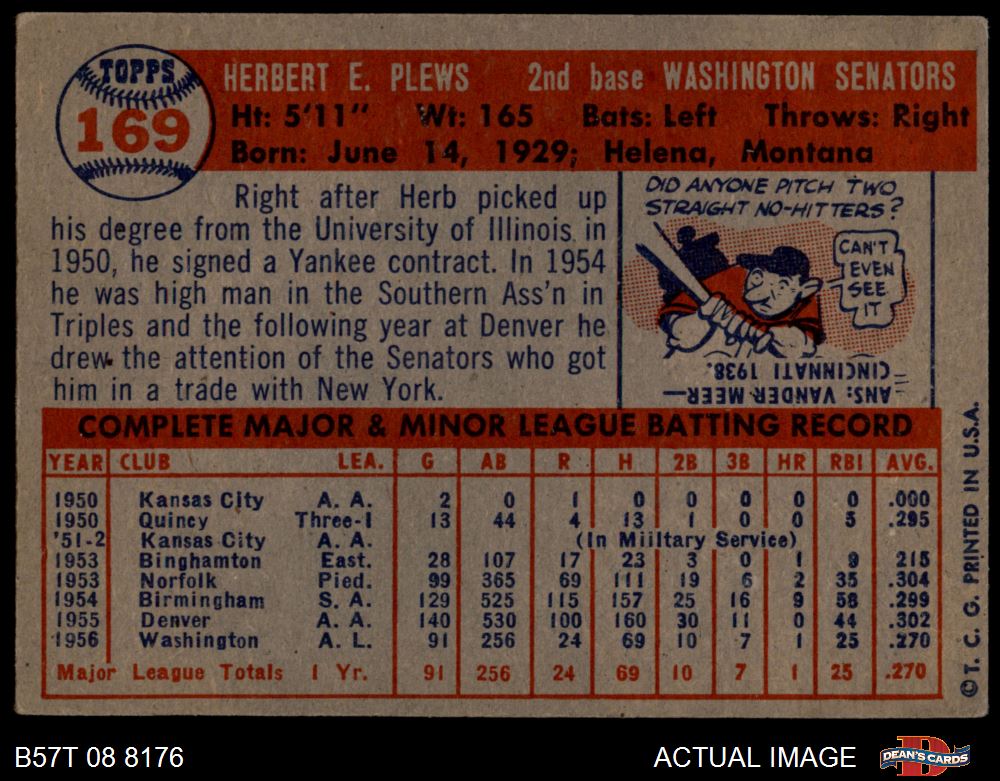 TOPPS
169
HERBERT E. PLEWS 2nd base WASHINGTON SENATORS
Ht: 5'11" Wt: 165 Bats: Left Throws: Right
Born: June 14, 1929; Helena, Montana
Right after Herb picked up
his degree from the University of Illinois in
1950, he signed a Yankee contract. In 1954
he was high man in the Southern Ass'n in
Triples and the following year at Denver he
drew the attention of the Senators who got
him in a trade with New York.
DID ANYONE PITCH TWO
STRAIGHT NO-HITTERS?
CAN'T
I EVEN
SEE
IT
ANS: VANDER MEER—
CINCINNATI 1938.
COMPLETE MAJOR & MINOR LEAGUE BATTING RECORD
YEAR CLUB LEA. G AB R H 2B 3B HR RBI AVG.
1950 Kansas City A. A. 2 0 1 0 0 0 0 0 .000
1950 Quincy Three-I 13 44 4 13 1 0 0 5 .295
'51-2 Kansas City A. A. (In Miiltary Service)
1953 Binghamton East. 28 107 17 23 3 0 1 9 .215
1953 Norfolk Pied. 99 365 69 111 19 6 2 35 .304
1954 Birmingham S. A. 129 525 115 157 25 16 9 58 .299
1955 Denver A. A. 140 530 100 160 30 11 0 44 .302
1956 Washington A. L. 91 256 24 69 10 7 1 25 .270
Major League Totals 1 Yr. 91 256 24 69 10 7 1 25 .270
©T. C. G. PRINTED IN U.S.A.
B57T 08 8176
ACTUAL IMAGE
DEAN'S CARDS